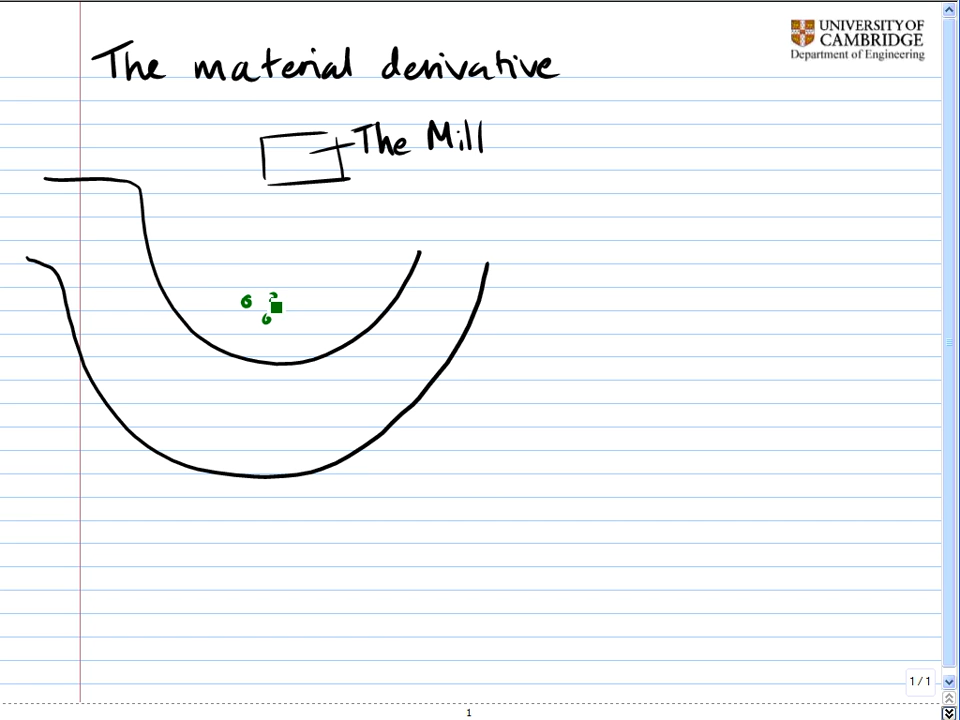 UNIVERSITY OF
CAMBRIDGE
Department of Engineering
The material derivative
The Mill
1 / 1
1